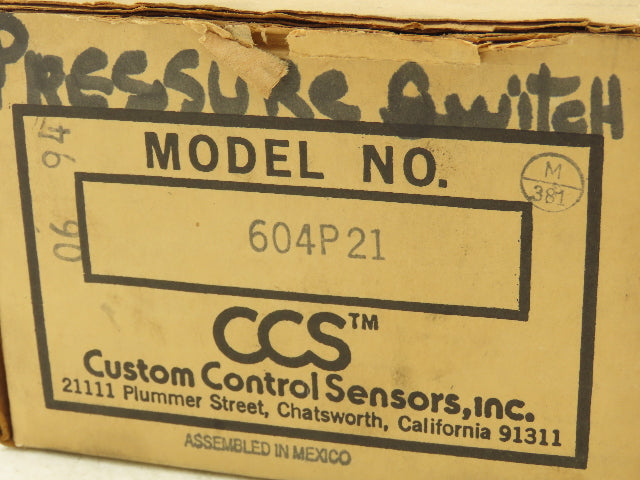 PRESSURE SWITCH
06 94
MODEL NO.
M
381
604P21
CCS™
Custom Control Sensors, inc.
21111 Plummer Street, Chatsworth, California 91311
ASSEMBLED IN MEXICO